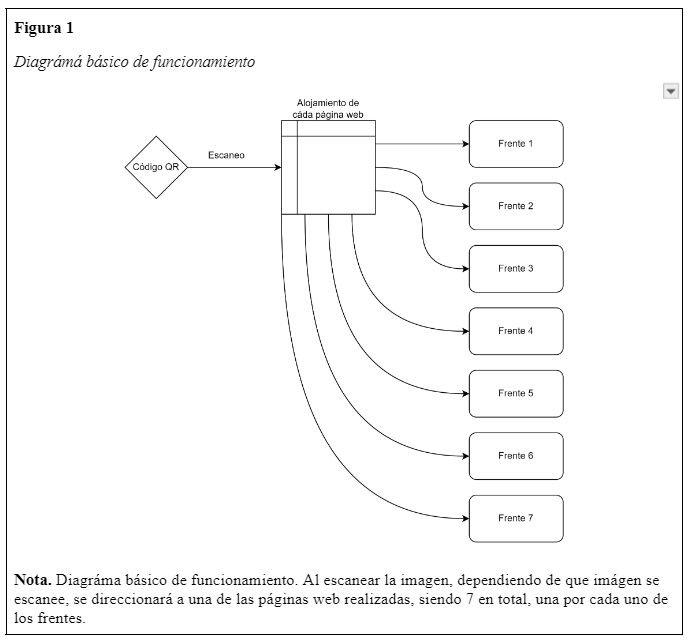 Figura 1
Diagrámá básico de funcionamiento
Alojamiento de
cáda página web
Código QR
Escaneo
Frente 1
Frente 2
Frente 3
Frente 4
Frente 5
Frente 6
Frente 7
Nota. Diagráma básico de funcionamiento. Al escanear la imagen, dependiendo de que imágen se
escanee, se direccionará a una de las páginas web realizadas, siendo 7 en total, una por cada uno de
los frentes.